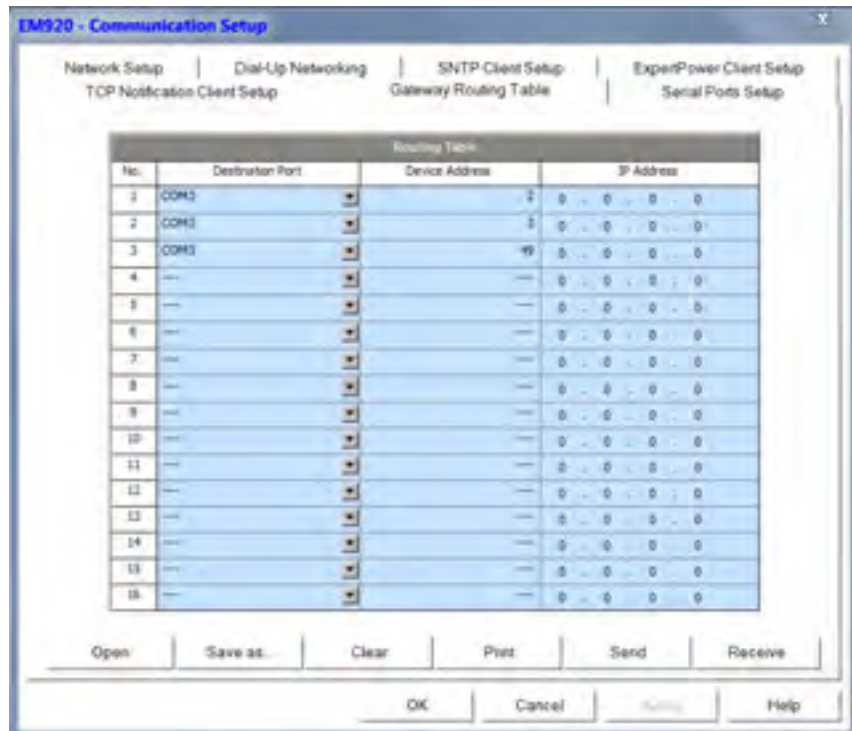 EM920 - Communication Setup
X
Network Setup | Dial-Up Networking | SNTP Client Setup | ExpertPower Client Setup
TCP Notification Client Setup Gateway Routing Table | Serial Ports Setup
Routing Table
No. Destination Port Device Address IP Address
1 0 . 0 . 0 . 0
2 0 . 0 . 0 . 0
3 0 . 0 . 0 . 0
4 --- --- 0 . 0 . 0 . 0
5 --- --- 0 . 0 . 0 . 0
6 --- --- 0 . 0 . 0 . 0
7 --- --- 0 . 0 . 0 . 0
8 --- --- 0 . 0 . 0 . 0
9 --- --- 0 . 0 . 0 . 0
10 --- --- 0 . 0 . 0 . 0
11 --- --- 0 . 0 . 0 . 0
12 --- --- 0 . 0 . 0 . 0
13 --- --- 0 . 0 . 0 . 0
14 --- --- 0 . 0 . 0 . 0
15 --- --- 0 . 0 . 0 . 0
16 --- --- 0 . 0 . 0 . 0
Open Save as... Clear Print Send Receive
OK Cancel Apply Help